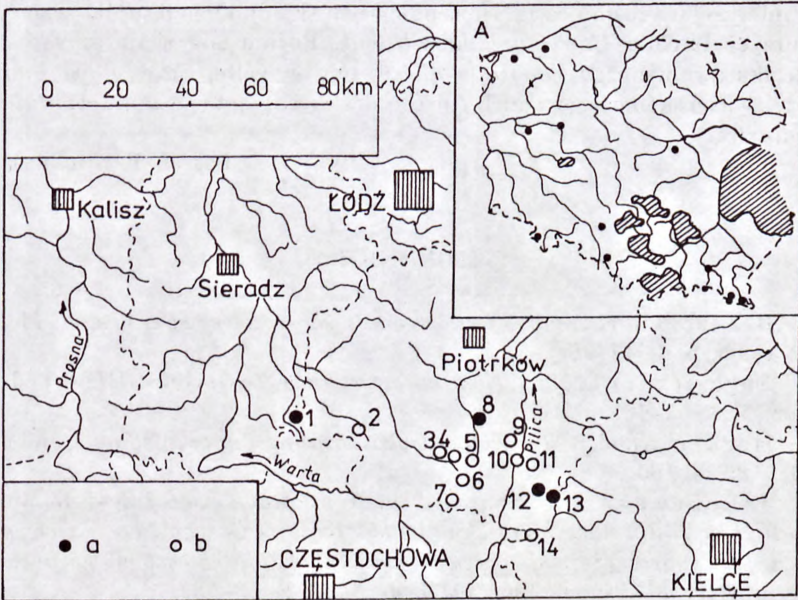 A
0 20 40 60 80km
Kalisz
ŁÓDŹ
Sieradz
Prosna
Piotrków
1
2
8
9
Pilica
34
5
10
11
Warta
6
7
12
13
a
b
14
CZĘSTOCHOWA
KIELCE